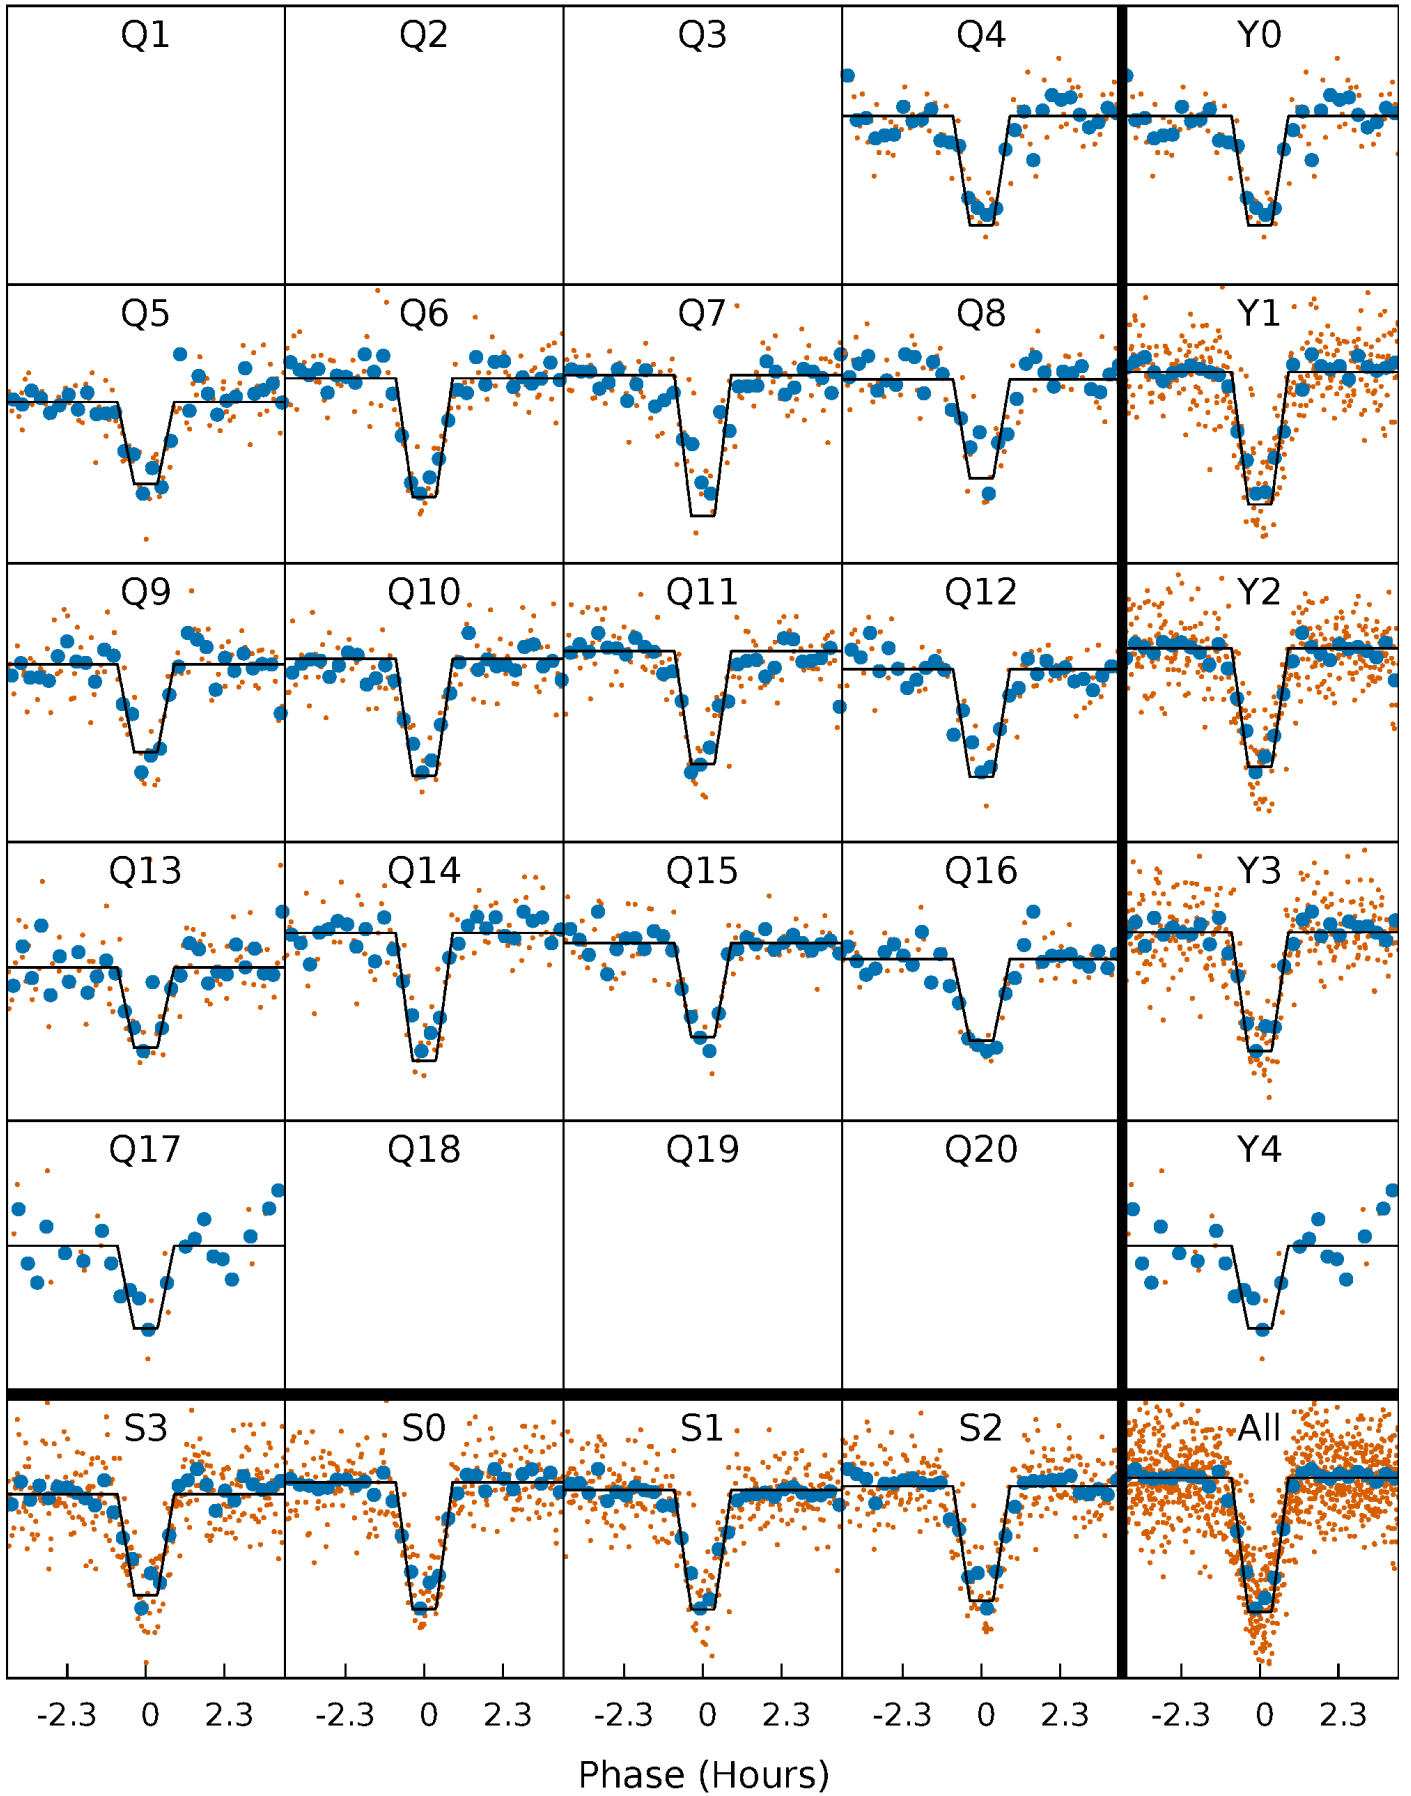 Q1 Q2 Q3 Q4 Y0
Q5 Q6 Q7 Q8 Y1
Q9 Q10 Q11 Q12 Y2
Q13 Q14 Q15 Q16 Y3
Q17 Q18 Q19 Q20 Y4
S3 S0 S1 S2 All
-2.3 0 2.3 -2.3 0 2.3 -2.3 0 2.3 -2.3 0 2.3 -2.3 0 2.3
Phase (Hours)